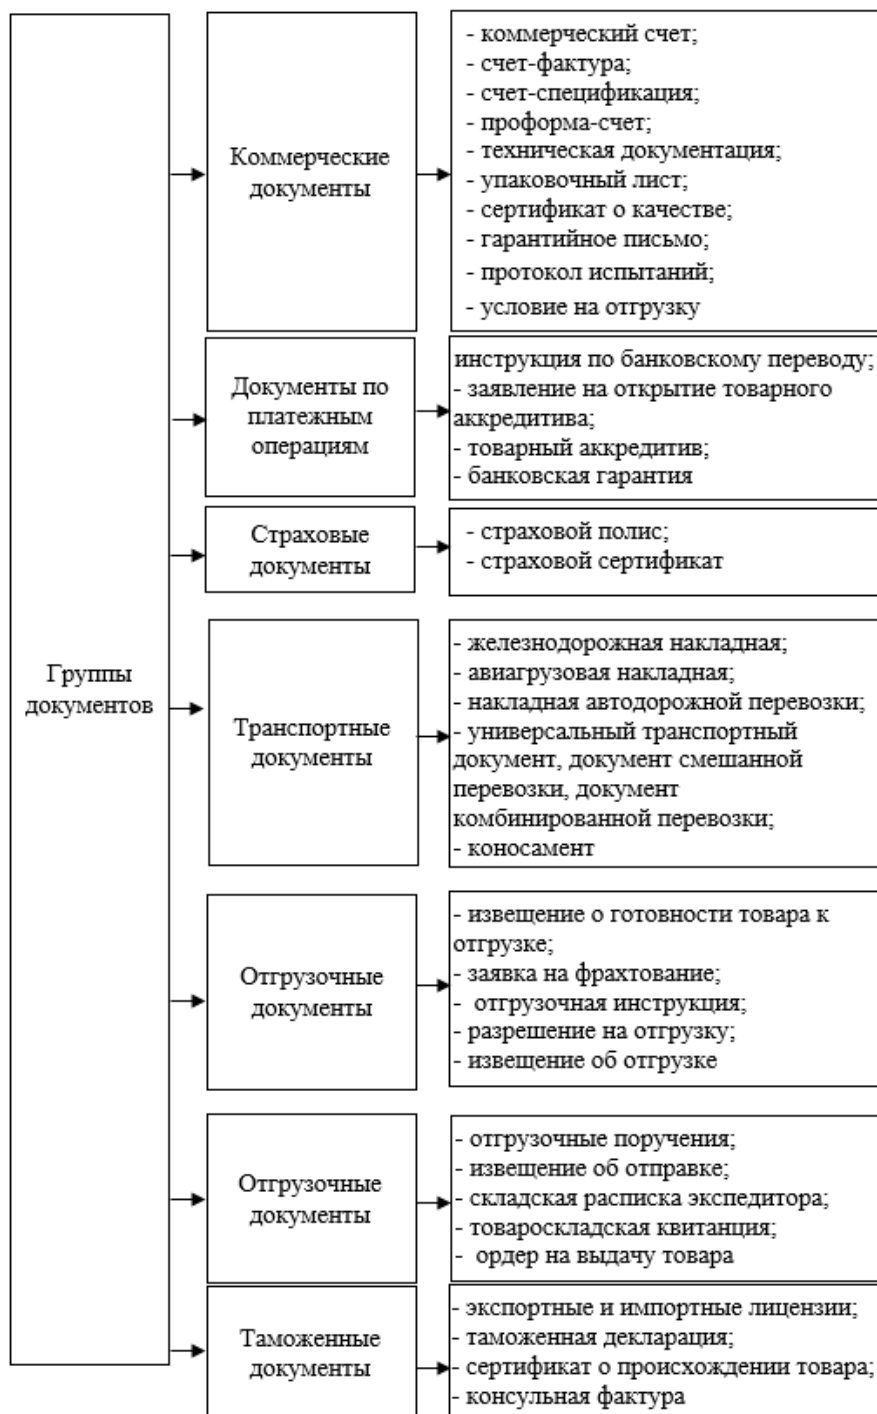 Группы
документов
Коммерческие
документы
- коммерческий счет;
- счет-фактура;
- счет-спецификация;
- проформа-счет;
- техническая документация;
- упаковочный лист;
- сертификат о качестве;
- гарантийное письмо;
- протокол испытаний;
- условие на отгрузку
Документы по
платежным
операциям
инструкция по банковскому переводу;
- заявление на открытие товарного
аккредитива;
- товарный аккредитив;
- банковская гарантия
Страховые
документы
- страховой полис;
- страховой сертификат
Транспортные
документы
- железнодорожная накладная;
- авиагрузовая накладная;
- накладная автодорожной перевозки;
- универсальный транспортный
документ, документ смешанной
перевозки, документ
комбинированной перевозки;
- коносамент
Отгрузочные
документы
- извещение о готовности товара к
отгрузке;
- заявка на фрахтование;
- отгрузочная инструкция;
- разрешение на отгрузку;
- извещение об отгрузке
Отгрузочные
документы
- отгрузочные поручения;
- извещение об отправке;
- складская расписка экспедитора;
- товароскладская квитанция;
- ордер на выдачу товара
Таможенные
документы
- экспортные и импортные лицензии;
- таможенная декларация;
- сертификат о происхождении товара;
- консульная фактура